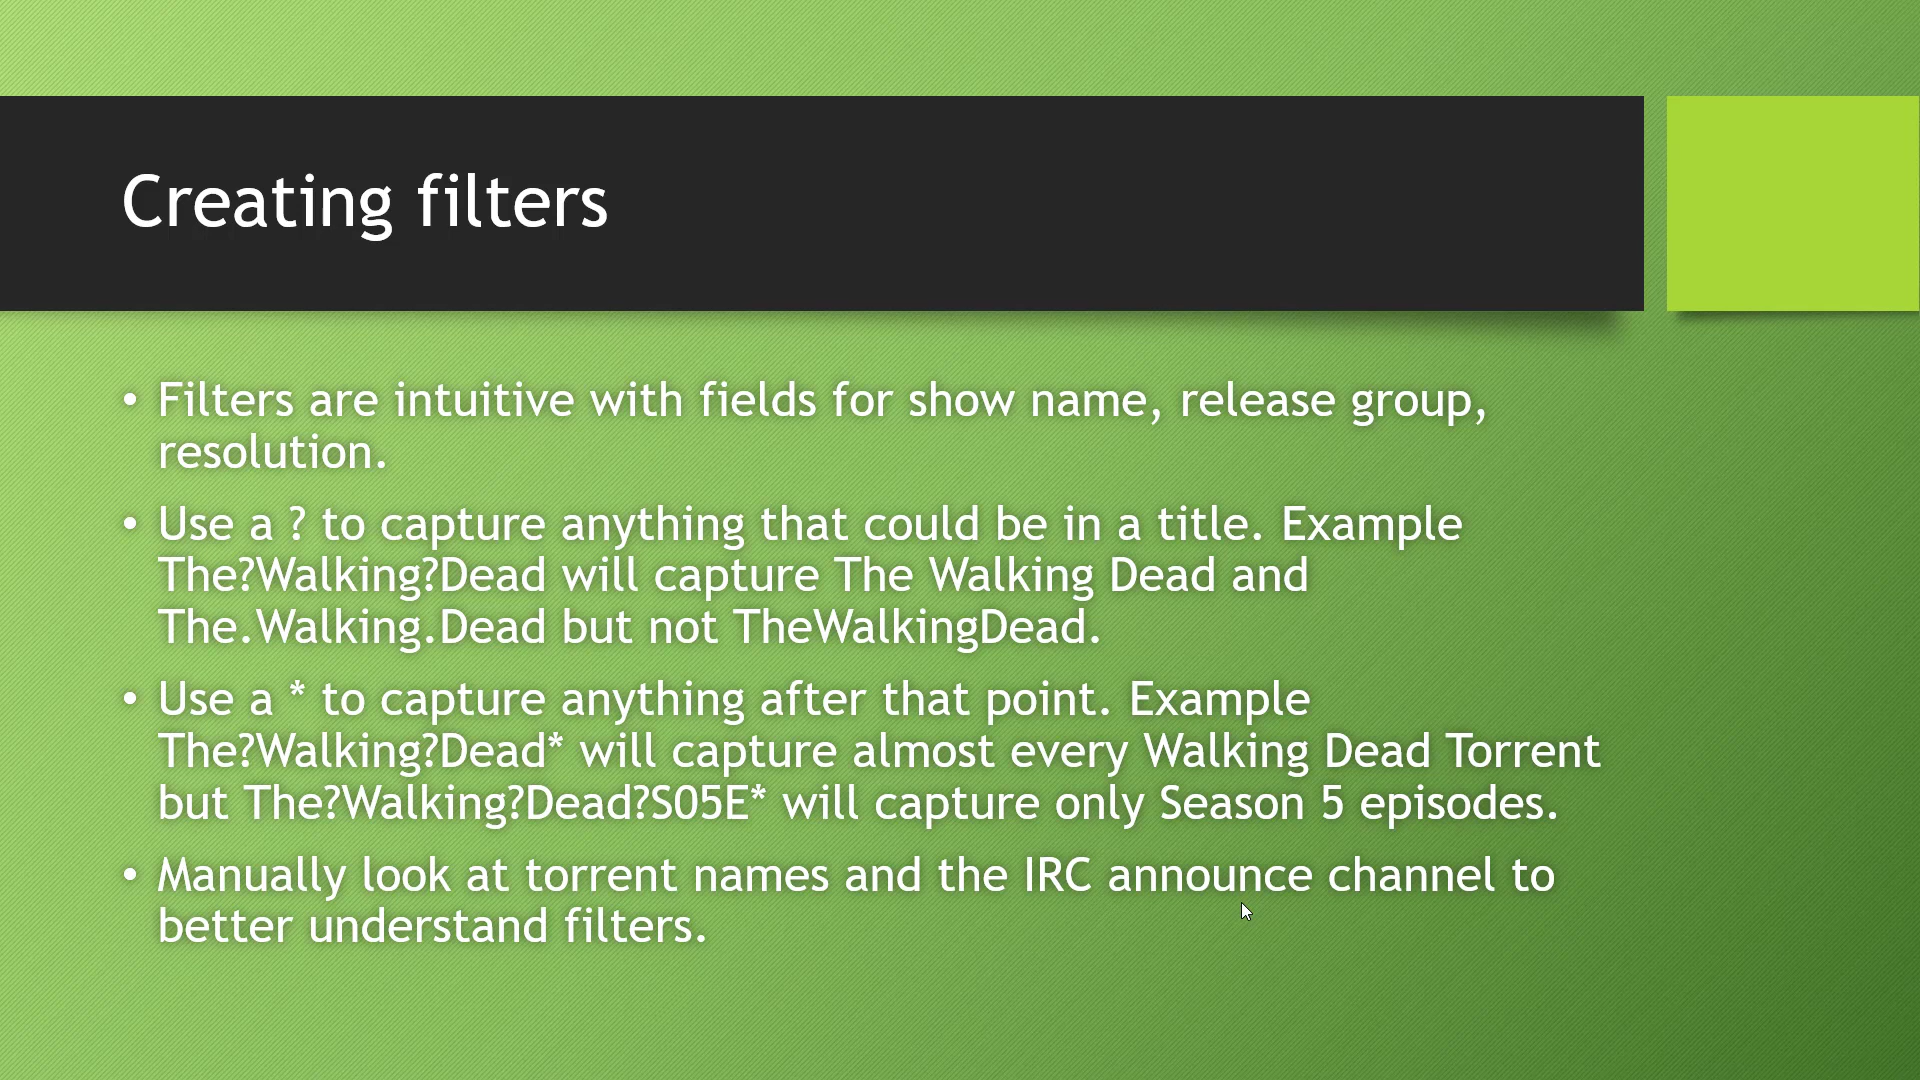 Creating filters
• Filters are intuitive with fields for show name, release group,
resolution.
• Use a ? to capture anything that could be in a title. Example
The?Walking?Dead will capture The Walking Dead and
The.Walking.Dead but not TheWalkingDead.
• Use a * to capture anything after that point. Example
The?Walking?Dead* will capture almost every Walking Dead Torrent
but The?Walking?Dead?S05E* will capture only Season 5 episodes.
• Manually look at torrent names and the IRC announce channel to
better understand filters.